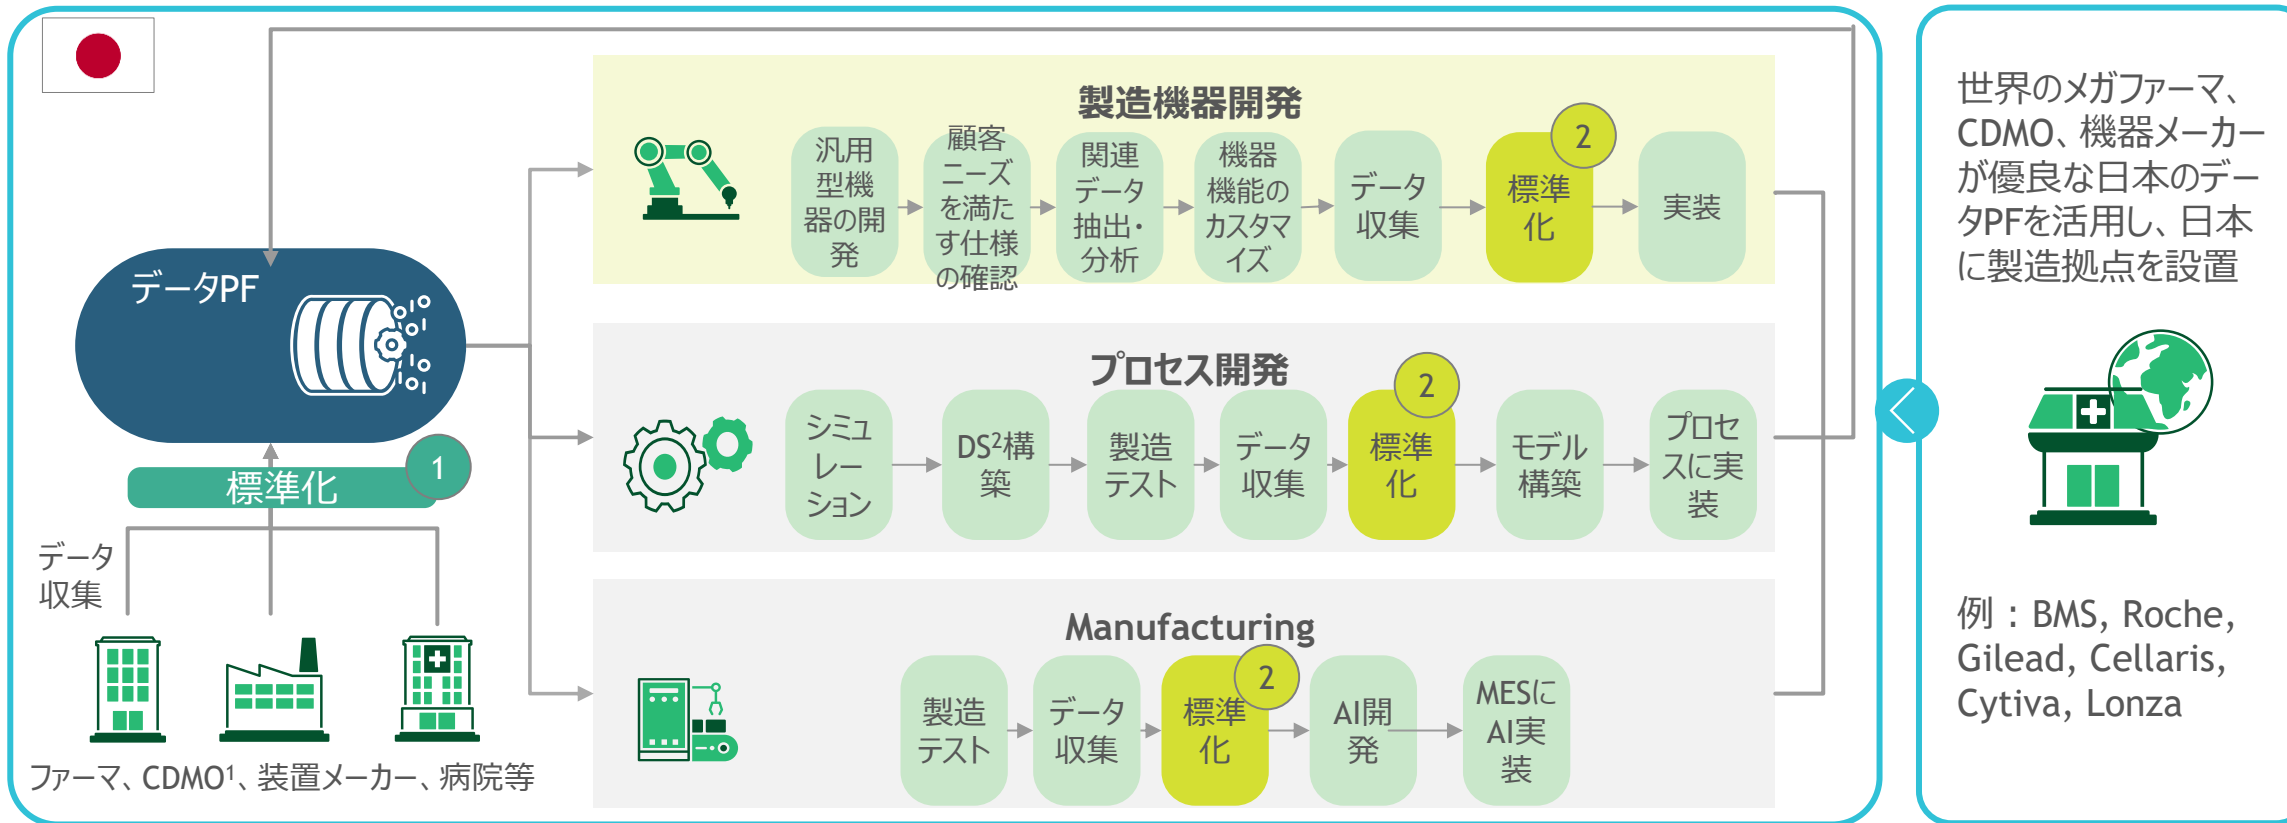 製造機器開発
汎用
型機
器の開
発
顧客
ニーズ
を満た
す仕様
の確認
関連
データ
抽出・
分析
機器
機能の
カスタマ
イズ
データ
収集
2
標準
化
実装
データPF
標準化
1
データ
収集
ファーマ、CDMO1、装置メーカー、病院等
プロセス開発
シミュ
レー
ション
DS2構
築
製造
テスト
データ
収集
2
標準
化
モデル
構築
プロセ
スに実
装
Manufacturing
製造
テスト
データ
収集
2
標準
化
AI開
発
MESに
AI実
装
世界のメガファーマ、
CDMO、機器メーカー
が優良な日本のデー
タPFを活用し、日本
に製造拠点を設置
例：BMS, Roche,
Gilead, Cellaris,
Cytiva, Lonza